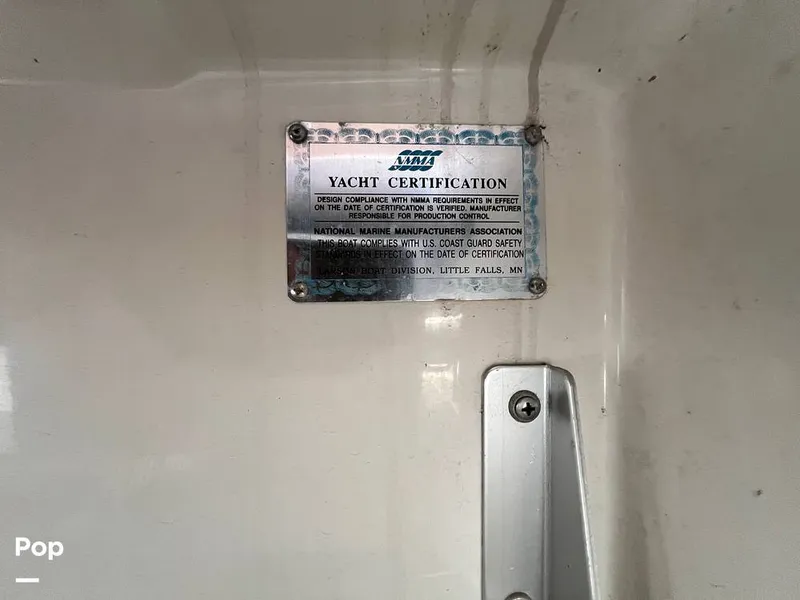 NMMA
YACHT CERTIFICATION
DESIGN COMPLIANCE WITH NMMA REQUIREMENTS IN EFFECT
ON THE DATE OF CERTIFICATION IS VERIFIED. MANUFACTURER
RESPONSIBLE FOR PRODUCTION CONTROL
NATIONAL MARINE MANUFACTURERS ASSOCIATION
THIS BOAT COMPLIES WITH U.S. COAST GUARD SAFETY
STANDARDS IN EFFECT ON THE DATE OF CERTIFICATION
BOAT DIVISION, LITTLE FALLS, MN
Pop